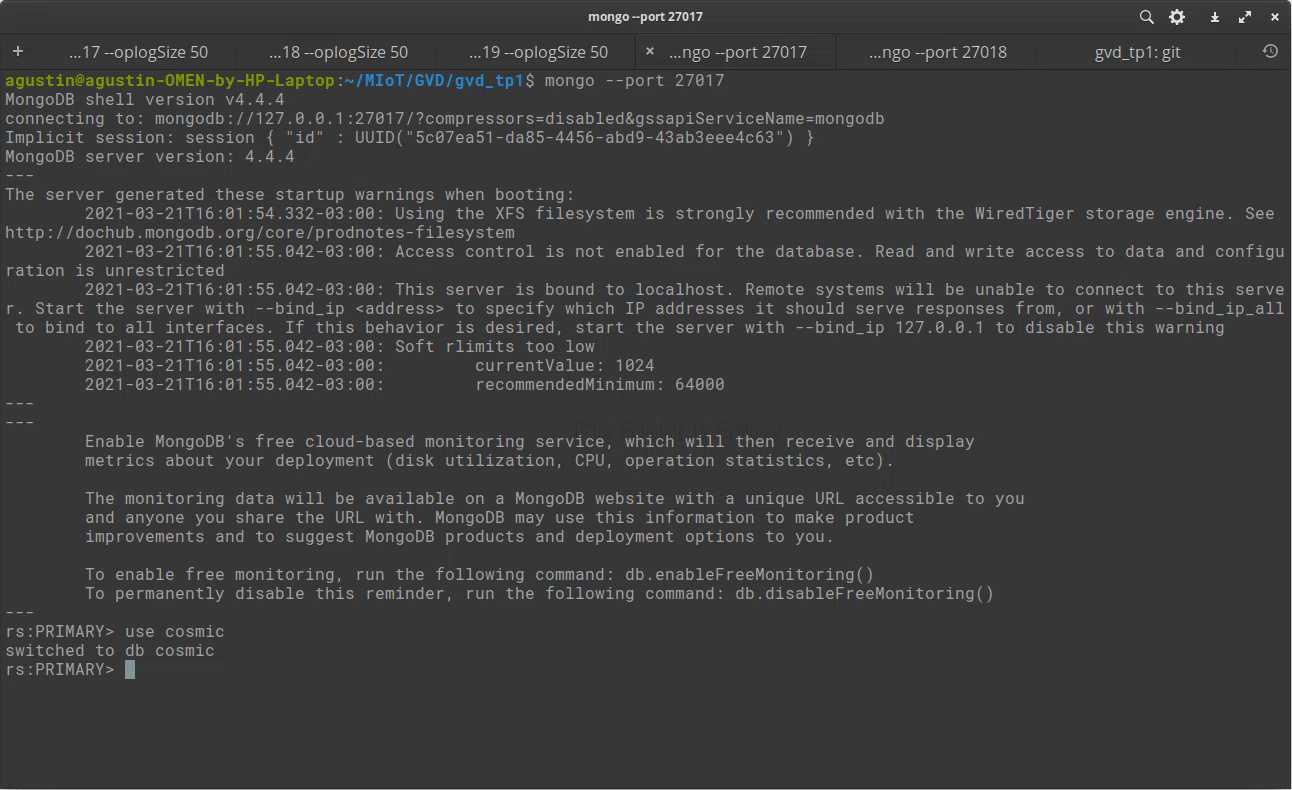 mongo --port 27017
+ ...17 --oplogSize 50 ...18 --oplogSize 50 ...19 --oplogSize 50 × ...ngo --port 27017 ...ngo --port 27018 gvd_tp1: git
agustin@agustin-OMEN-by-HP-Laptop:~/MIoT/GVD/gvd_tp1$ mongo --port 27017
MongoDB shell version v4.4.4
connecting to: mongodb://127.0.0.1:27017/?compressors=disabled&gssapiServiceName=mongodb
Implicit session: session { "id" : UUID("5c07ea51-da85-4456-abd9-43ab3eee4c63") }
MongoDB server version: 4.4.4
---
The server generated these startup warnings when booting:
        2021-03-21T16:01:54.332-03:00: Using the XFS filesystem is strongly recommended with the WiredTiger storage engine. See
http://dochub.mongodb.org/core/prodnotes-filesystem
        2021-03-21T16:01:55.042-03:00: Access control is not enabled for the database. Read and write access to data and configu
ration is unrestricted
        2021-03-21T16:01:55.042-03:00: This server is bound to localhost. Remote systems will be unable to connect to this serve
r. Start the server with --bind_ip <address> to specify which IP addresses it should serve responses from, or with --bind_ip_all
 to bind to all interfaces. If this behavior is desired, start the server with --bind_ip 127.0.0.1 to disable this warning
        2021-03-21T16:01:55.042-03:00: Soft rlimits too low
        2021-03-21T16:01:55.042-03:00:         currentValue: 1024
        2021-03-21T16:01:55.042-03:00:         recommendedMinimum: 64000
---
---
        Enable MongoDB's free cloud-based monitoring service, which will then receive and display
        metrics about your deployment (disk utilization, CPU, operation statistics, etc).

        The monitoring data will be available on a MongoDB website with a unique URL accessible to you
        and anyone you share the URL with. MongoDB may use this information to make product
        improvements and to suggest MongoDB products and deployment options to you.

        To enable free monitoring, run the following command: db.enableFreeMonitoring()
        To permanently disable this reminder, run the following command: db.disableFreeMonitoring()
---
rs:PRIMARY> use cosmic
switched to db cosmic
rs:PRIMARY>